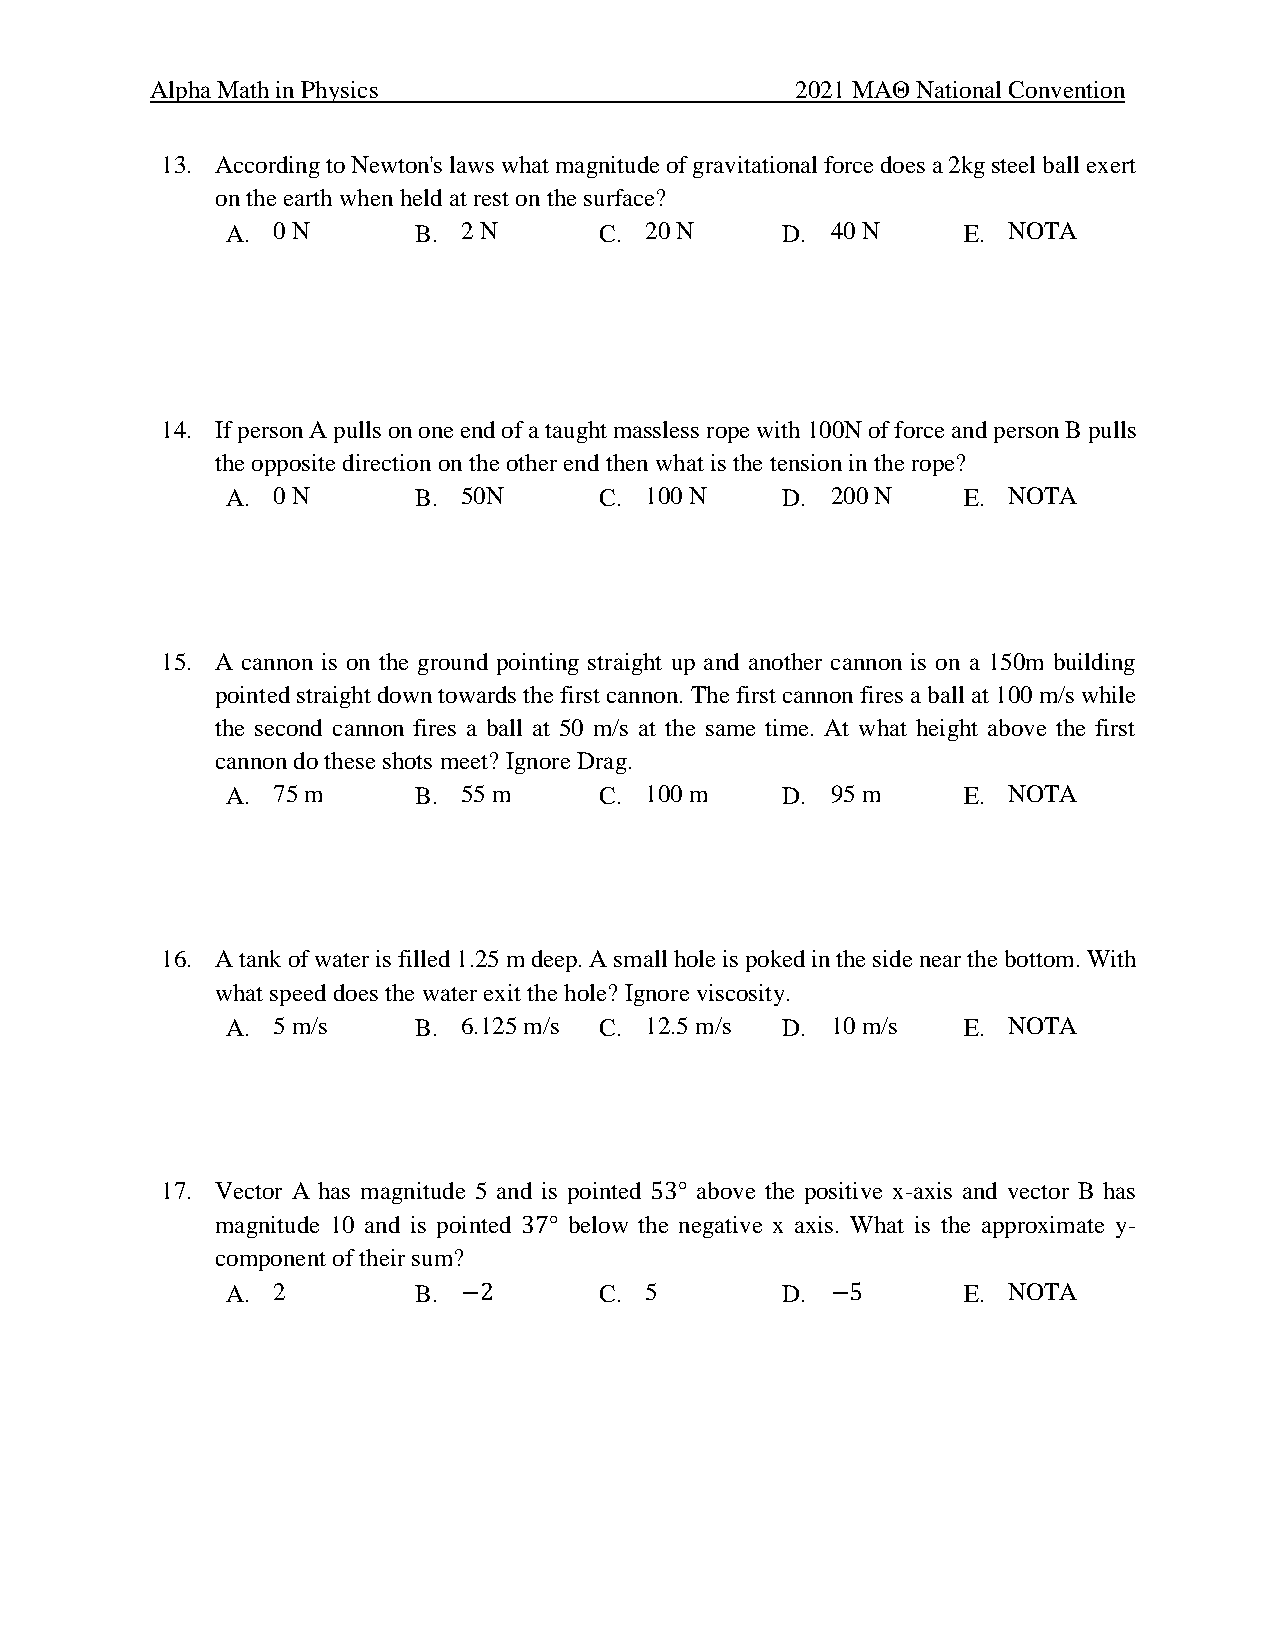 Alpha Math in Physics 2021 MAΘ National Convention
13. According to Newton's laws what magnitude of gravitational force does a 2kg steel ball exert
on the earth when held at rest on the surface?
A. 0 N B. 2 N C. 20 N D. 40 N E. NOTA
14. If person A pulls on one end of a taught massless rope with 100N of force and person B pulls
the opposite direction on the other end then what is the tension in the rope?
A. 0 N B. 50N C. 100 N D. 200 N E. NOTA
15. A cannon is on the ground pointing straight up and another cannon is on a 150m building
pointed straight down towards the first cannon. The first cannon fires a ball at 100 m/s while
the second cannon fires a ball at 50 m/s at the same time. At what height above the first
cannon do these shots meet? Ignore Drag.
A. 75 m B. 55 m C. 100 m D. 95 m E. NOTA
16. A tank of water is filled 1.25 m deep. A small hole is poked in the side near the bottom. With
what speed does the water exit the hole? Ignore viscosity.
A. 5 m/s B. 6.125 m/s C. 12.5 m/s D. 10 m/s E. NOTA
17. Vector A has magnitude 5 and is pointed 53° above the positive x-axis and vector B has
magnitude 10 and is pointed 37° below the negative x axis. What is the approximate y-
component of their sum?
A. 2 B. −2 C. 5 D. −5 E. NOTA